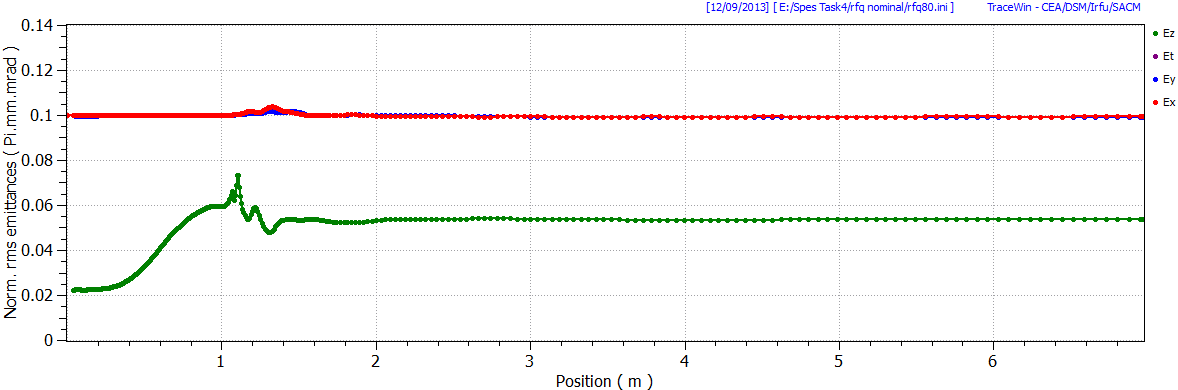 [12/09/2013] [ E:/Spes Task4/rfq nominal/rfq80.ini ] TraceWin - CEA/DSM/Irfu/SACM
Norm. rms emittances ( Pi.mm.mrad )
0.14
0.12
0.1
0.08
0.06
0.04
0.02
0
1 2 3 4 5 6
Position ( m )
Ez
Et
Ey
Ex